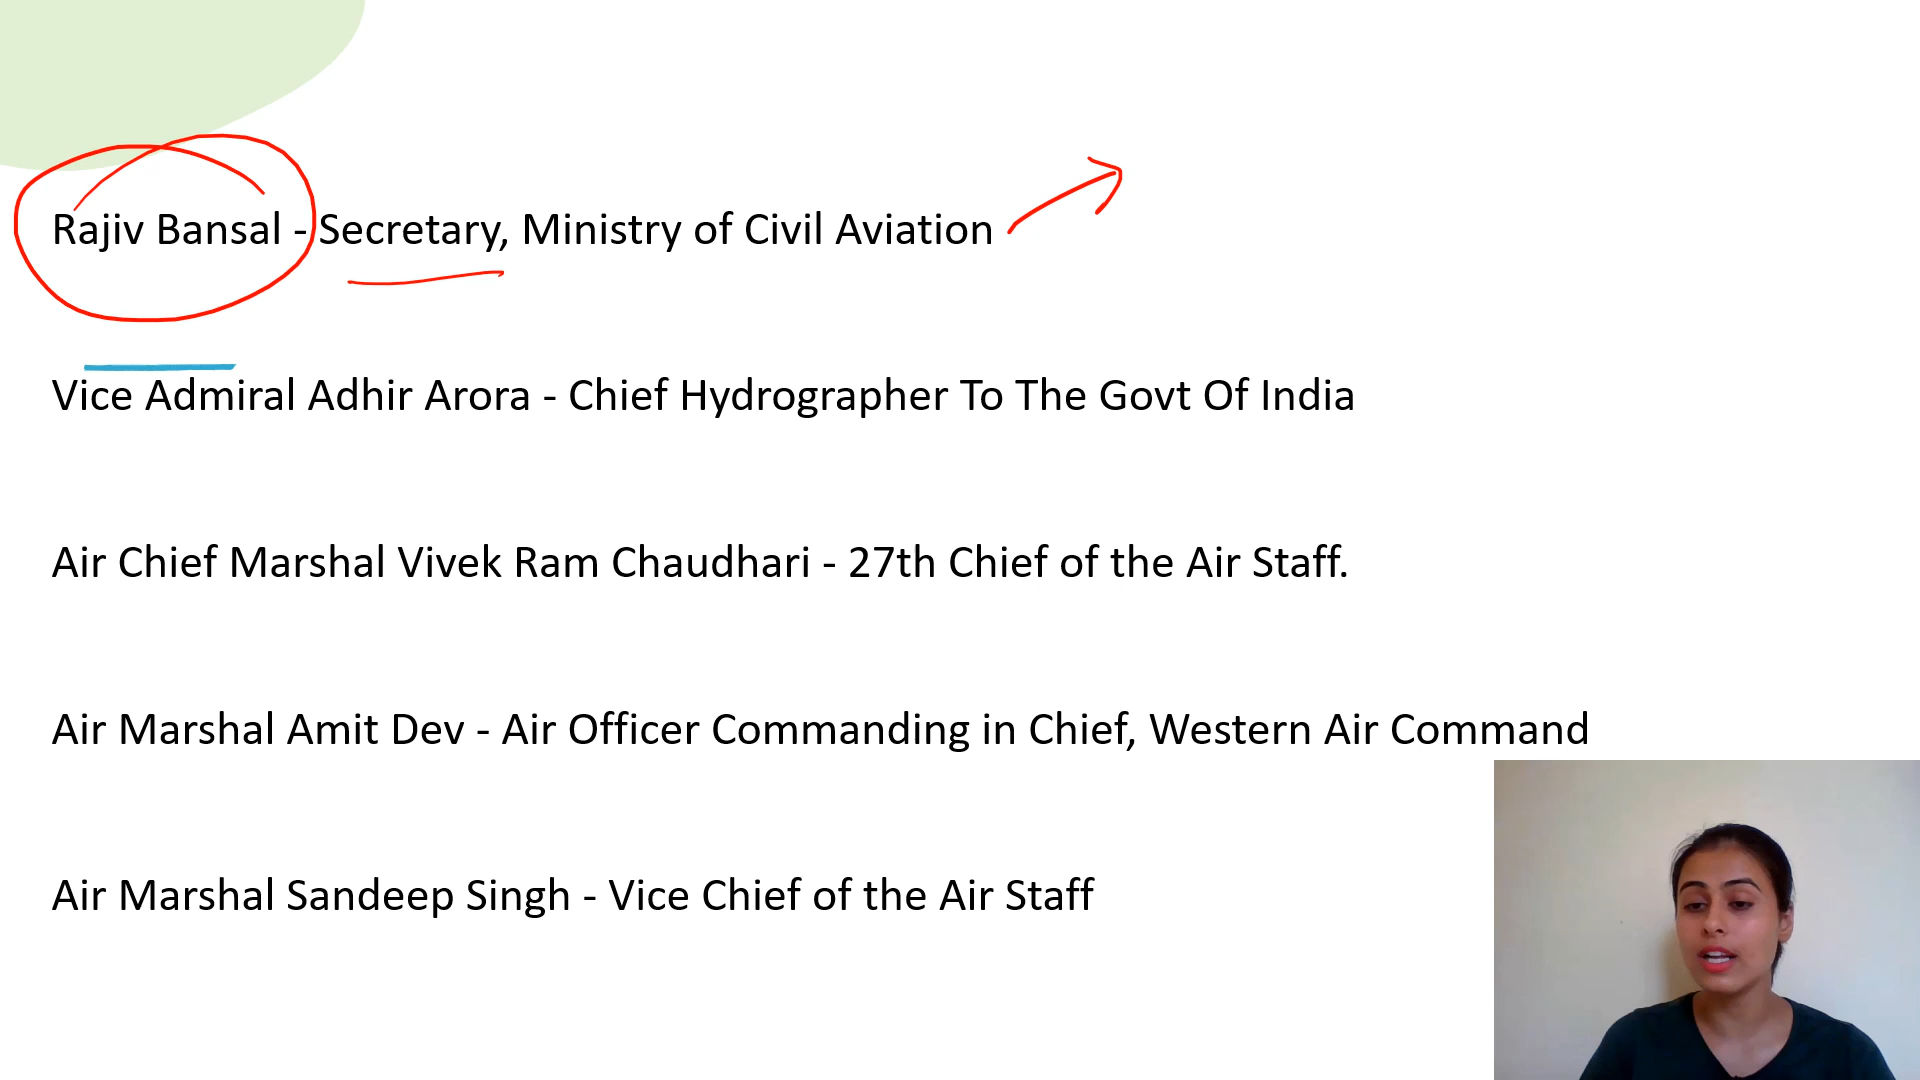 Rajiv Bansal - Secretary, Ministry of Civil Aviation
Vice Admiral Adhir Arora - Chief Hydrographer To The Govt Of India
Air Chief Marshal Vivek Ram Chaudhari - 27th Chief of the Air Staff.
Air Marshal Amit Dev - Air Officer Commanding in Chief, Western Air Command
Air Marshal Sandeep Singh - Vice Chief of the Air Staff